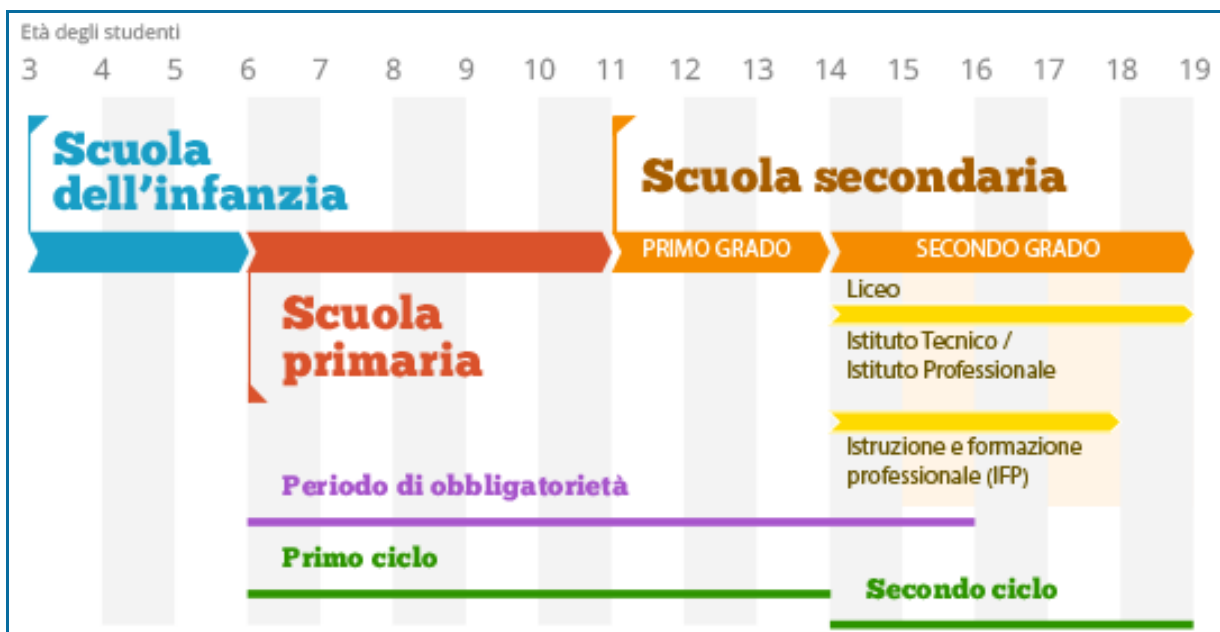 Età degli studenti
3 4 5 6 7 8 9 10 11 12 13 14 15 16 17 18 19
Scuola
dell'infanzia
Scuola secondaria
PRIMO GRADO
SECONDO GRADO
Scuola
primaria
Liceo
Istituto Tecnico /
Istituto Professionale
Istruzione e formazione
professionale (IFP)
Periodo di obbligatorietà
Primo ciclo
Secondo ciclo